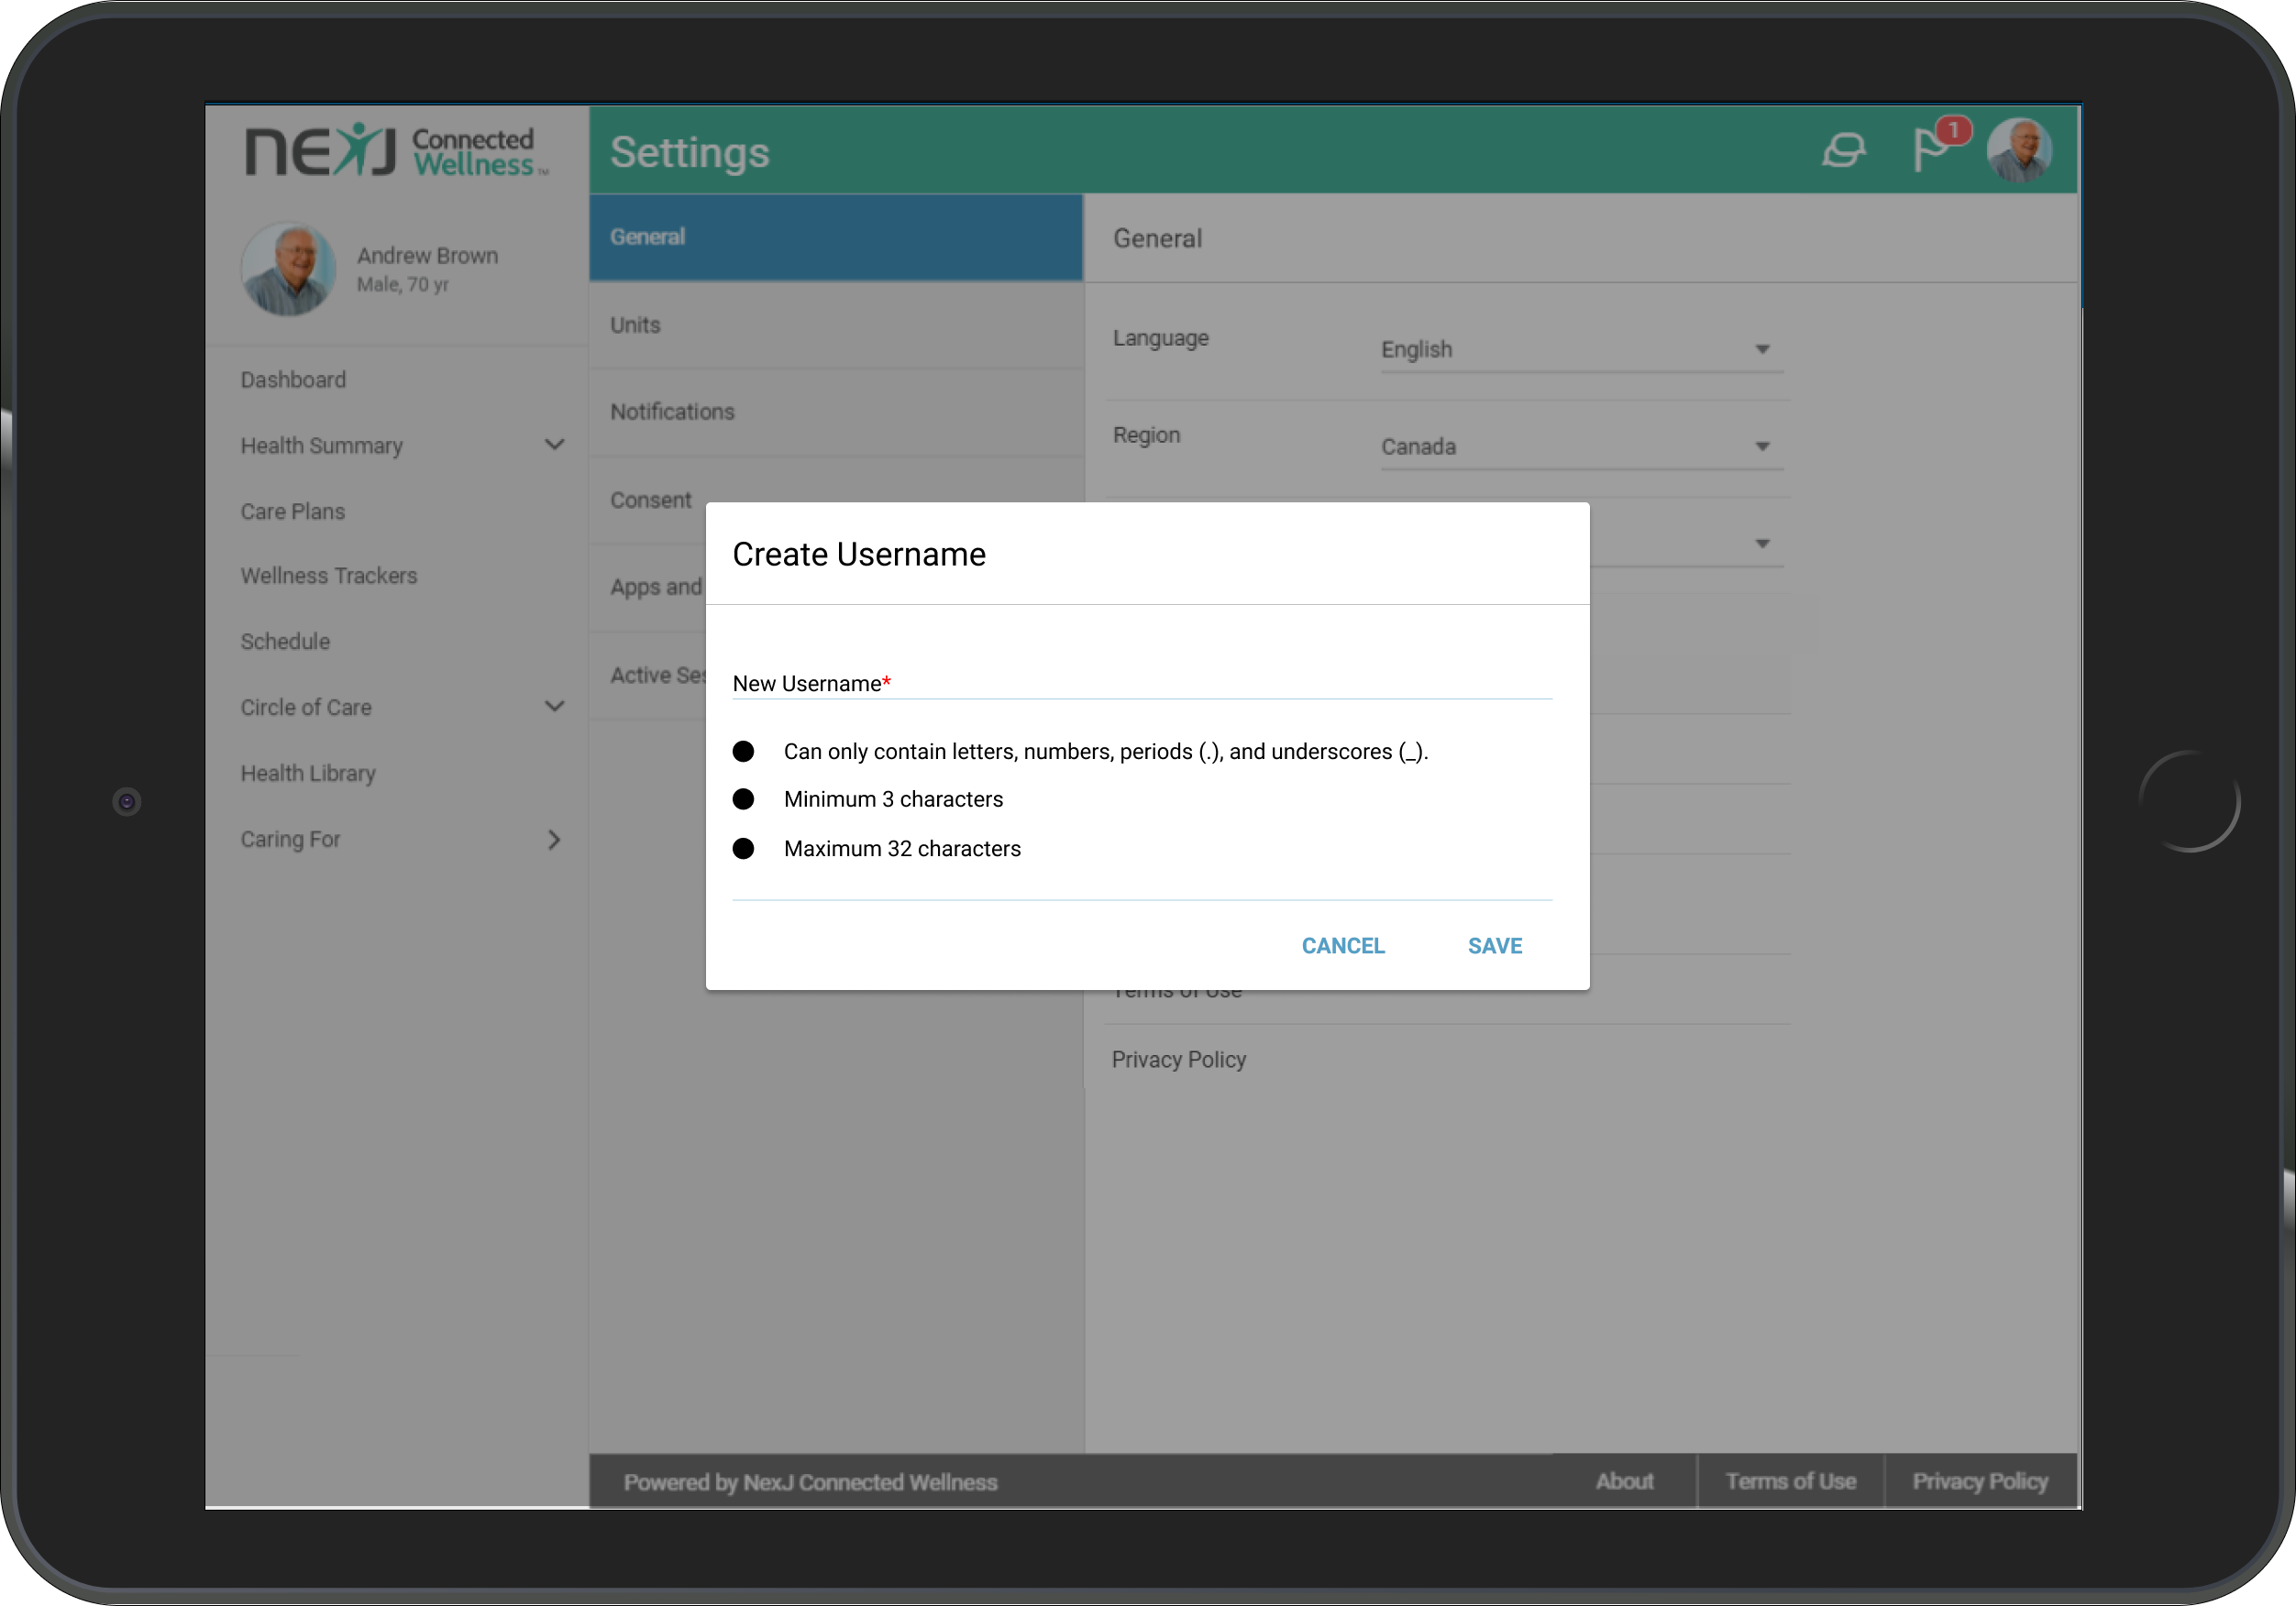 nexj Connected
Wellness™
Settings
1
Andrew Brown
Male, 70 yr
Dashboard
Health Summary
Care Plans
Wellness Trackers
Schedule
Circle of Care
Health Library
Caring For
General
Units
Notifications
Consent
Apps and
Active Ses
General
Language
English
Region
Canada
Create Username
New Username*
Can only contain letters, numbers, periods (.), and underscores (_).
Minimum 3 characters
Maximum 32 characters
CANCEL SAVE
Terms of Use
Privacy Policy
Powered by NexJ Connected Wellness
About
Terms of Use
Privacy Policy